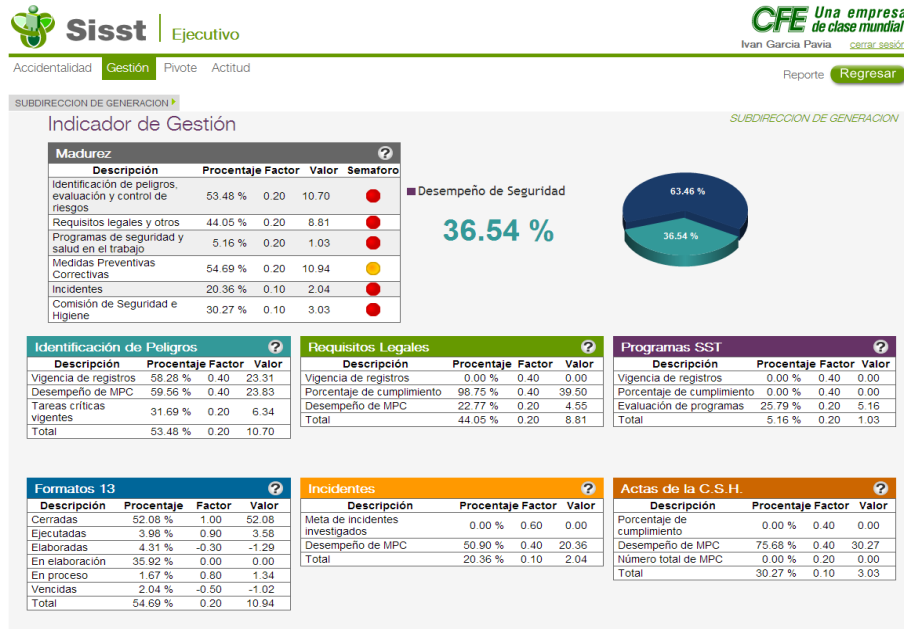 Sisst Ejecutivo
CFE Una empresa
de clase mundial
Ivan Garcia Pavia cerrar sesión
Accidentalidad Gestión Pivote Actitud
Reporte Regresar
SUBDIRECCION DE GENERACION
Indicador de Gestión
SUBDIRECCION DE GENERACION
Madurez ?
Descripción Procentaje Factor Valor Semaforo
Identificación de peligros,
evaluación y control de
riesgos 53.48 % 0.20 10.70
Requisitos legales y otros 44.05 % 0.20 8.81
Programas de seguridad y
salud en el trabajo 5.16 % 0.20 1.03
Medidas Preventivas
Correctivas 54.69 % 0.20 10.94
Incidentes 20.36 % 0.10 2.04
Comisión de Seguridad e
Higiene 30.27 % 0.10 3.03
Desempeño de Seguridad
36.54 %
63.46 %
36.54 %
Identificación de Peligros ?
Descripción Procentaje Factor Valor
Vigencia de registros 58.28 % 0.40 23.31
Desempeño de MPC 59.56 % 0.40 23.83
Tareas críticas
vigentes 31.69 % 0.20 6.34
Total 53.48 % 0.20 10.70
Requisitos Legales ?
Descripción Procentaje Factor Valor
Vigencia de registros 0.00 % 0.40 0.00
Porcentaje de cumplimiento 98.75 % 0.40 39.50
Desempeño de MPC 22.77 % 0.20 4.55
Total 44.05 % 0.20 8.81
Programas SST ?
Descripción Procentaje Factor Valor
Vigencia de registros 0.00 % 0.40 0.00
Porcentaje de cumplimiento 0.00 % 0.40 0.00
Evaluación de programas 25.79 % 0.20 5.16
Total 5.16 % 0.20 1.03
Formatos 13 ?
Descripción Procentaje Factor Valor
Cerradas 52.08 % 1.00 52.08
Ejecutadas 3.98 % 0.90 3.58
Elaboradas 4.31 % -0.30 -1.29
En elaboración 35.92 % 0.00 0.00
En proceso 1.67 % 0.80 1.34
Vencidas 2.04 % -0.50 -1.02
Total 54.69 % 0.20 10.94
Incidentes ?
Descripción Procentaje Factor Valor
Meta de incidentes
investigados 0.00 % 0.60 0.00
Desempeño de MPC 50.90 % 0.40 20.36
Total 20.36 % 0.10 2.04
Actas de la C.S.H. ?
Descripción Procentaje Factor Valor
Porcentaje de
cumplimiento 0.00 % 0.40 0.00
Desempeño de MPC 75.68 % 0.40 30.27
Número total de MPC 0.00 % 0.20 0.00
Total 30.27 % 0.10 3.03